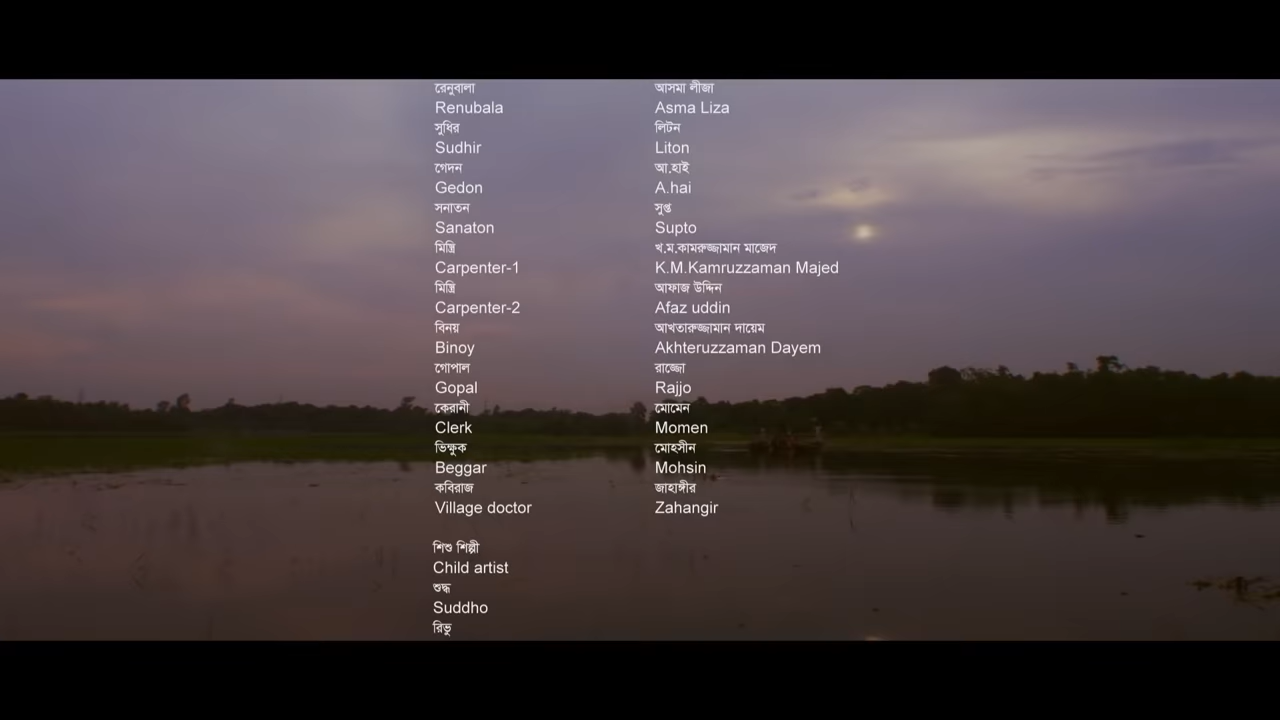 রেনুবালা আসমা লীজা
Renubala Asma Liza
সুধির লিটন
Sudhir Liton
গেদন আ.হাই
Gedon A.hai
সনাতন সুপ্ত
Sanaton Supto
মিস্ত্রি খ.ম.কামরুজ্জামান মাজেদ
Carpenter-1 K.M.Kamruzzaman Majed
মিস্ত্রি আফাজ উদ্দিন
Carpenter-2 Afaz uddin
বিনয় আখতারুজ্জামান দায়েম
Binoy Akhteruzzaman Dayem
গোপাল রাজ্জো
Gopal Rajjo
কেরানী মোমেন
Clerk Momen
ভিক্ষুক মোহসীন
Beggar Mohsin
কবিরাজ জাহাঙ্গীর
Village doctor Zahangir
শিশু শিল্পী
Child artist
শুদ্ধ
Suddho
রিভু